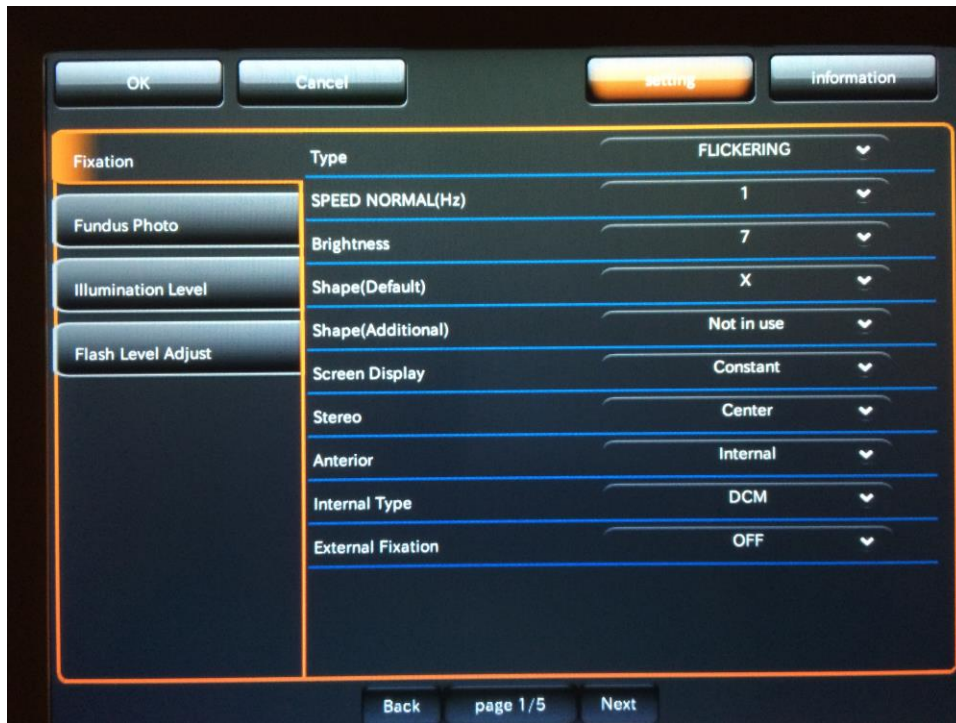 OK Cancel setting information
Fixation
Fundus Photo
Illumination Level
Flash Level Adjust
Type FLICKERING
SPEED NORMAL(Hz) 1
Brightness 7
Shape(Default) X
Shape(Additional) Not in use
Screen Display Constant
Stereo Center
Anterior Internal
Internal Type DCM
External Fixation OFF
Back page 1/5 Next